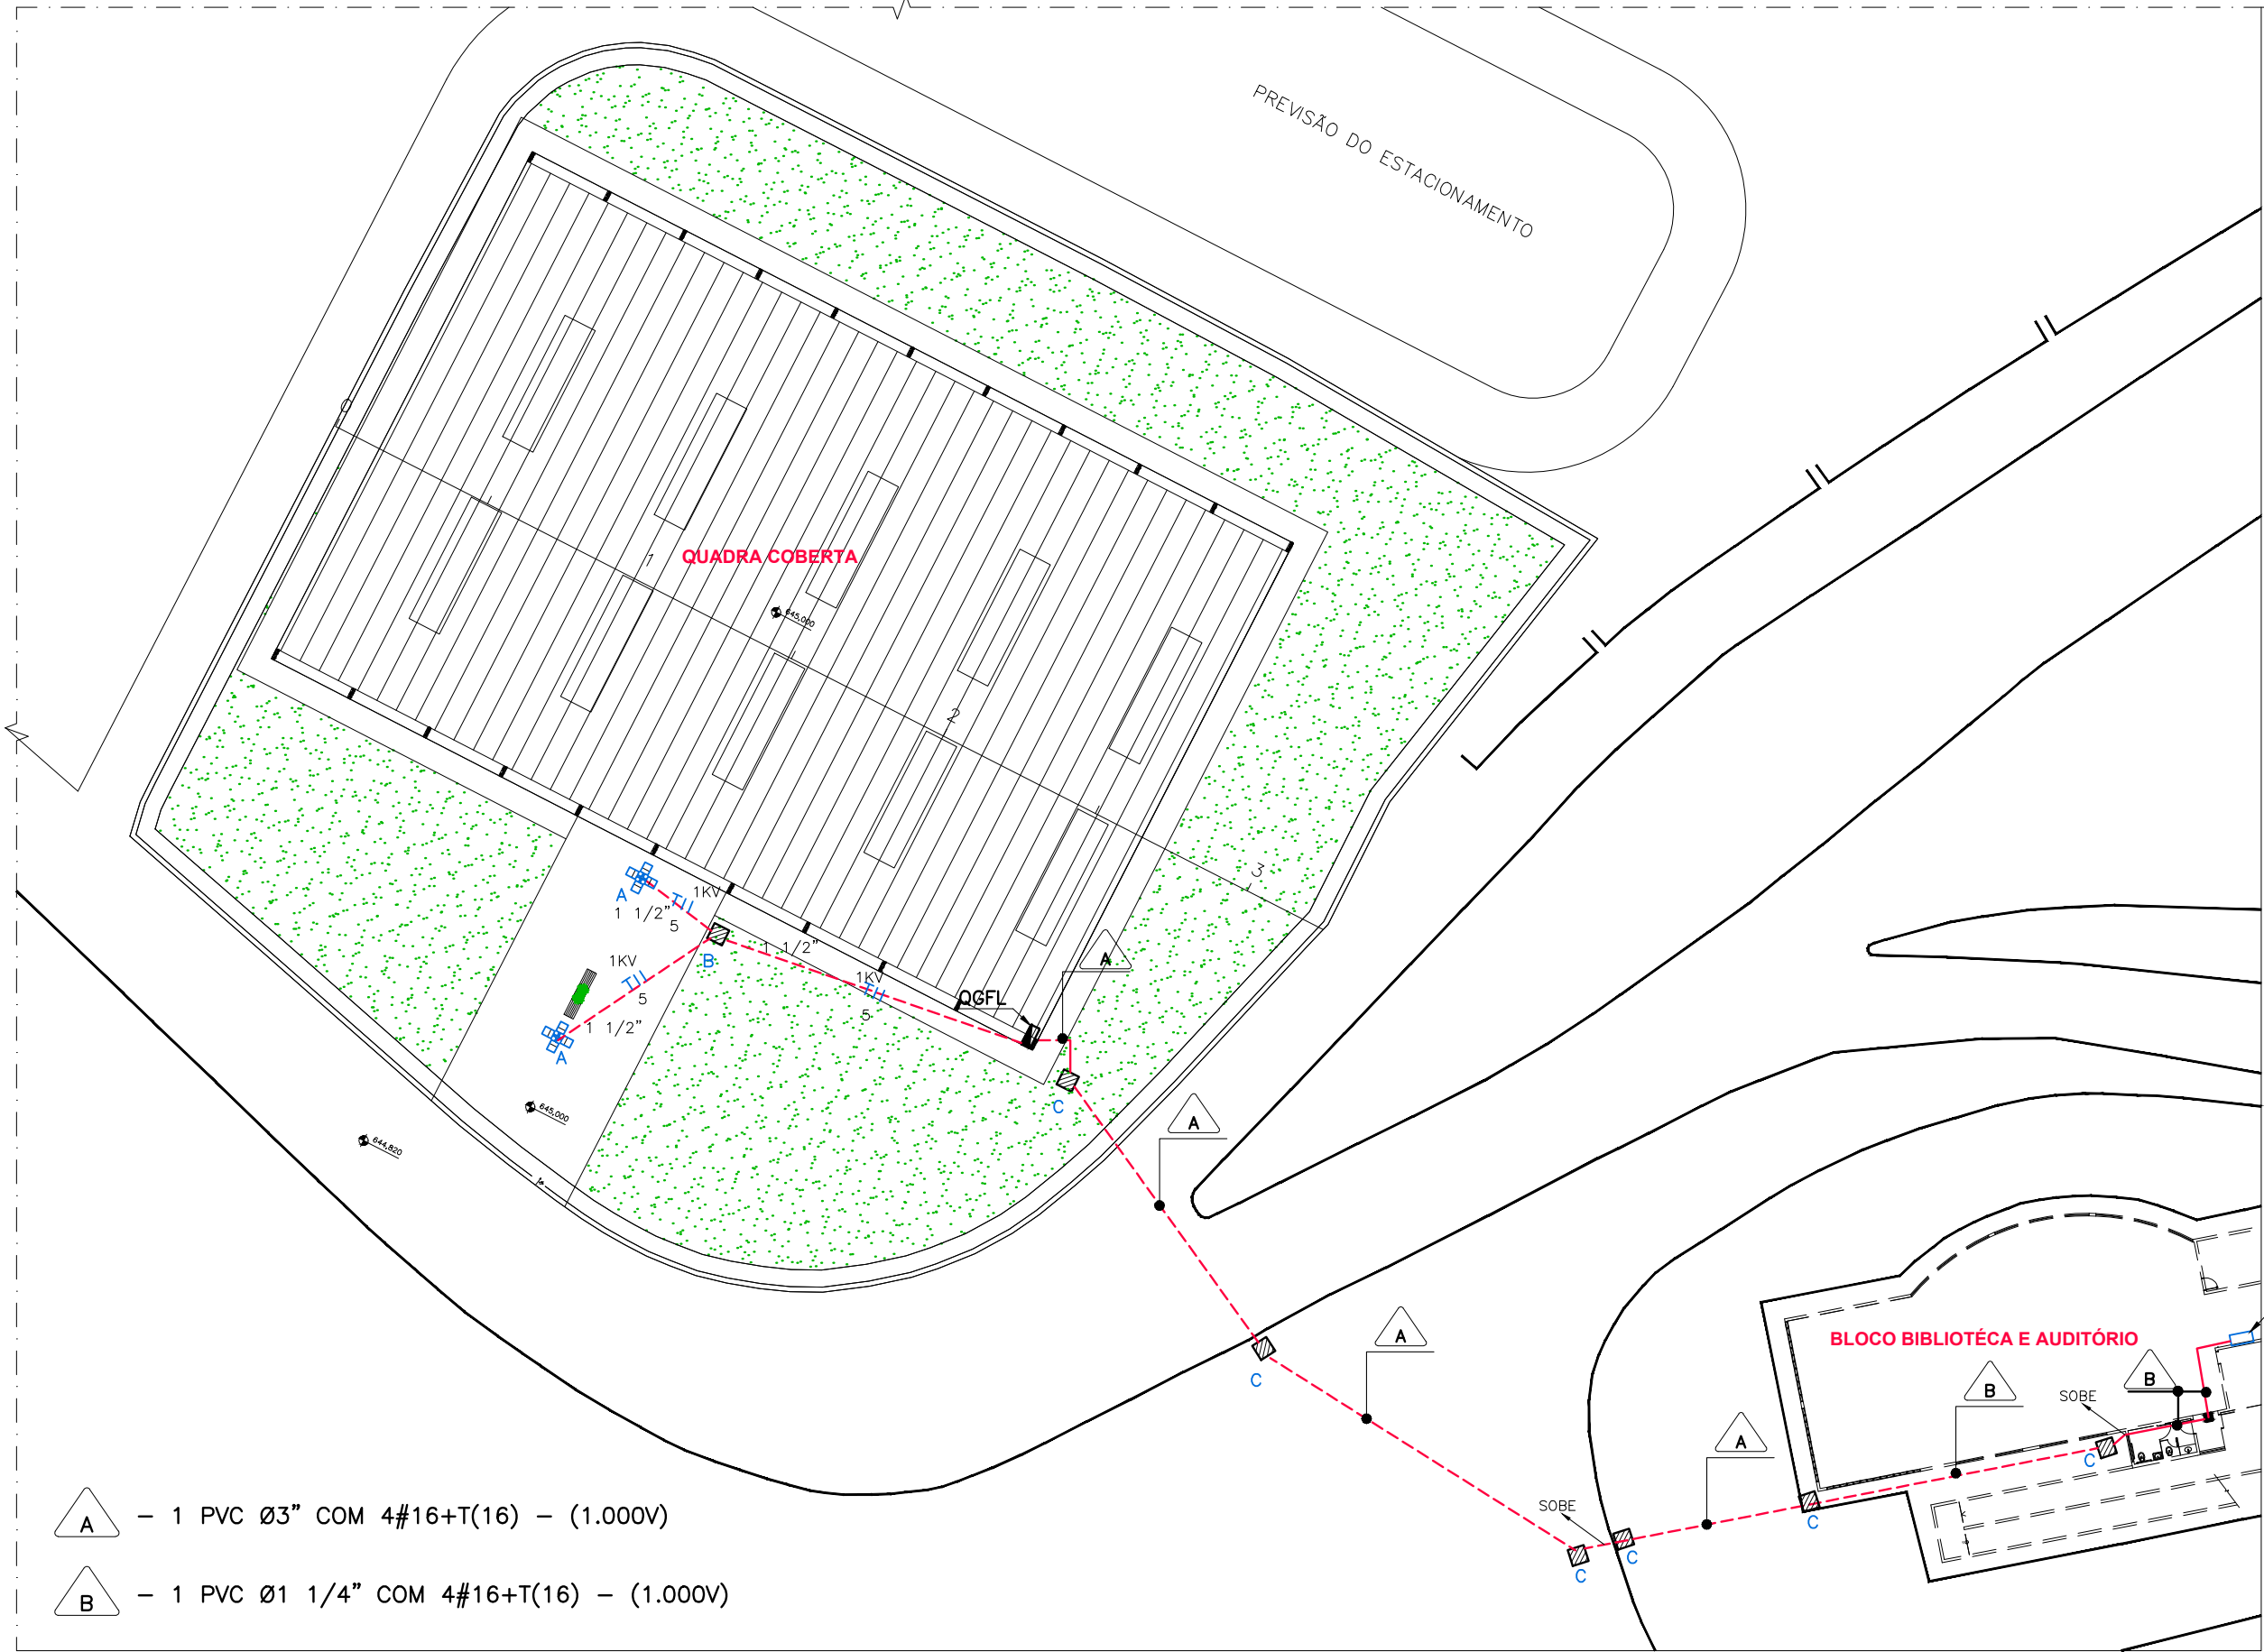 PREVISÃO DO ESTACIONAMENTO
0
1
QUADRA COBERTA
645,000
2
3
A
1KV
1 1/2"
5
B
1 1/2"
1KV
5
1KV
5
1 1/2"
A
QGFL
A
C
645,000
644,820
A
C
A
BLOCO BIBLIOTÉCA E AUDITÓRIO
B
SOBE
B
A
C
C
SOBE
C
C
A - 1 PVC Ø3" COM 4#16+T(16) - (1.000V)
B - 1 PVC Ø1 1/4" COM 4#16+T(16) - (1.000V)